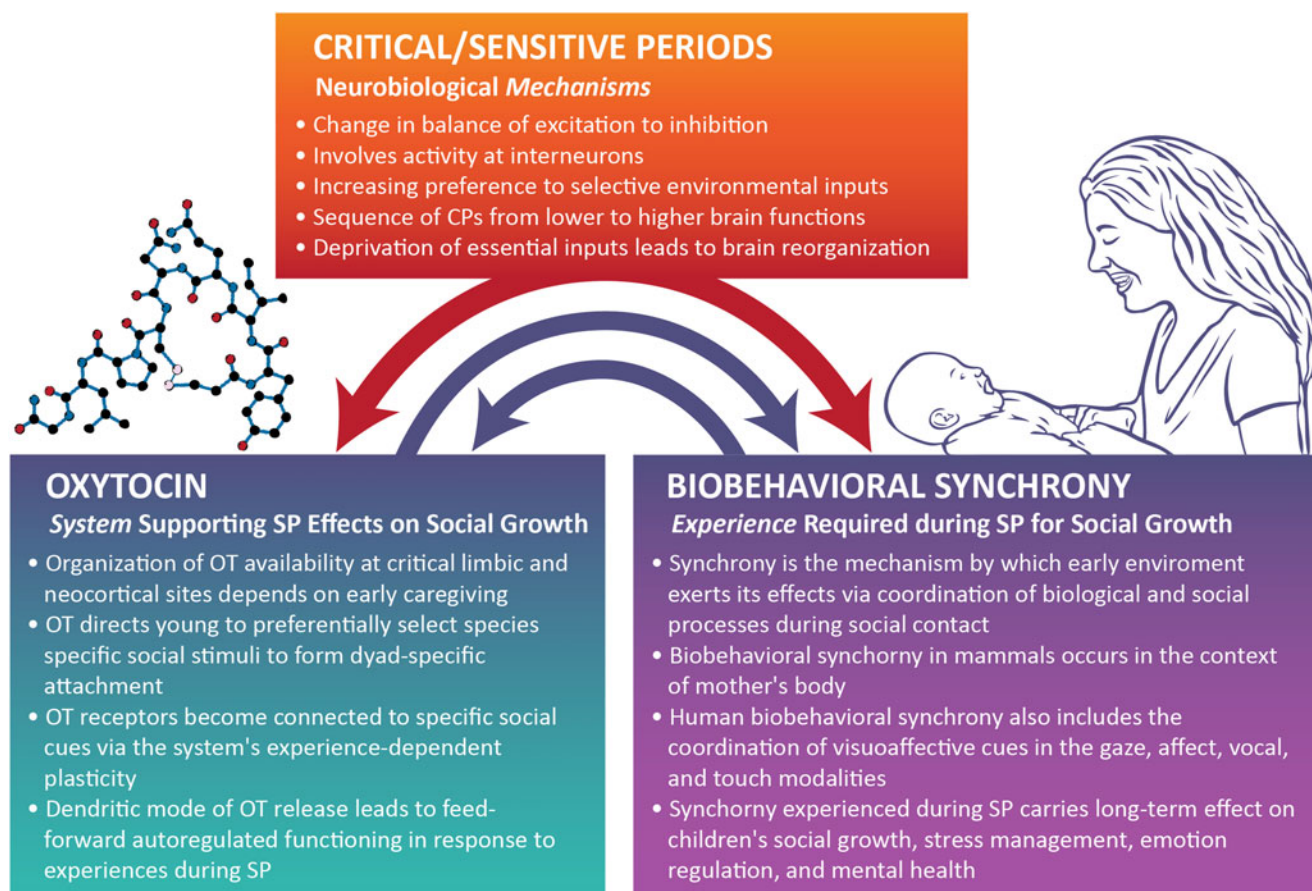 CRITICAL/SENSITIVE PERIODS
Neurobiological Mechanisms
• Change in balance of excitation to inhibition
• Involves activity at interneurons
• Increasing preference to selective environmental inputs
• Sequence of CPs from lower to higher brain functions
• Deprivation of essential inputs leads to brain reorganization
OXYTOCIN
System Supporting SP Effects on Social Growth
• Organization of OT availability at critical limbic and
neocortical sites depends on early caregiving
• OT directs young to preferentially select species
specific social stimuli to form dyad-specific
attachment
• OT receptors become connected to specific social
cues via the system's experience-dependent
plasticity
• Dendritic mode of OT release leads to feed-
forward autoregulated functioning in response to
experiences during SP
BIOBEHAVIORAL SYNCHRONY
Experience Required during SP for Social Growth
• Synchrony is the mechanism by which early enviroment
exerts its effects via coordination of biological and social
processes during social contact
• Biobehavioral synchorny in mammals occurs in the context
of mother's body
• Human biobehavioral synchrony also includes the
coordination of visuoaffective cues in the gaze, affect, vocal,
and touch modalities
• Synchorny experienced during SP carries long-term effect on
children's social growth, stress management, emotion
regulation, and mental health